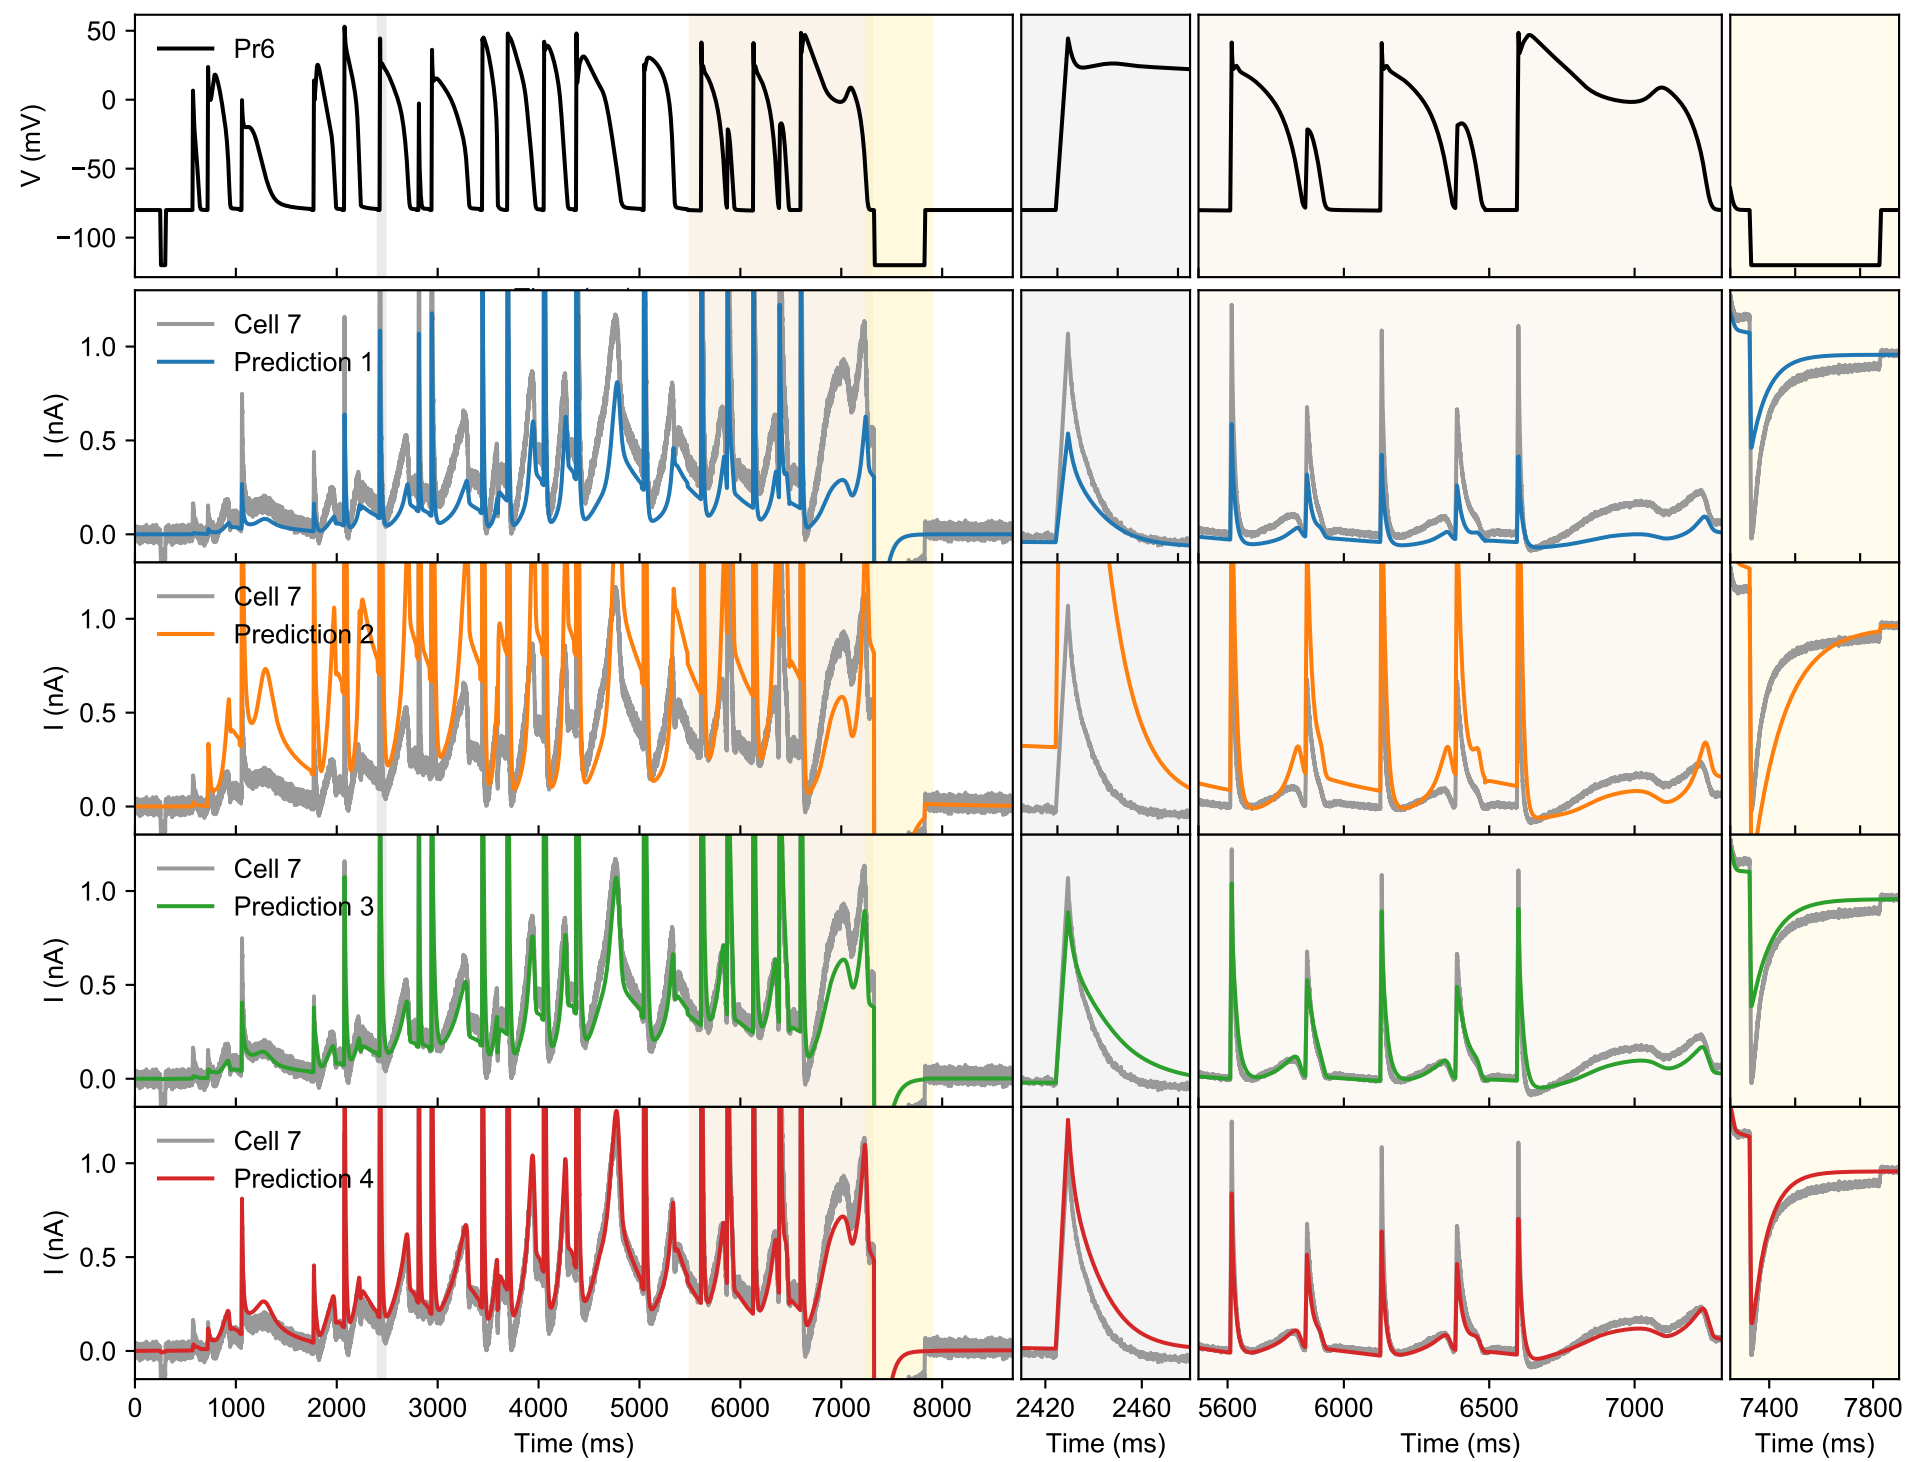 50
0
−50
−100
V (mV)
Pr6
1.0
0.5
0.0
I (nA)
Cell 7
Prediction 1
1.0
0.5
0.0
I (nA)
Cell 7
Prediction 2
1.0
0.5
0.0
I (nA)
Cell 7
Prediction 3
1.0
0.5
0.0
I (nA)
Cell 7
Prediction 4
0 1000 2000 3000 4000 5000 6000 7000 8000
Time (ms)
2420 2460
Time (ms)
5600 6000 6500 7000
Time (ms)
7400 7800
Time (ms)